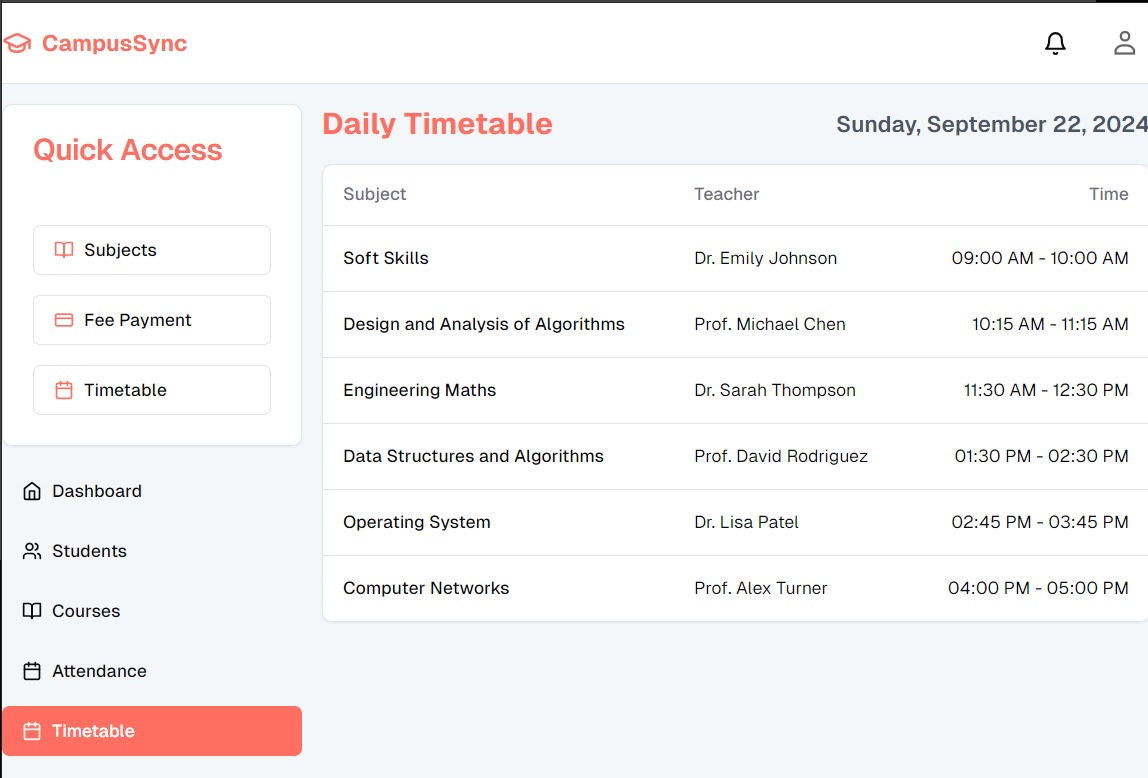 CampusSync
Quick Access
Subjects
Fee Payment
Timetable
Dashboard
Students
Courses
Attendance
Timetable
Daily Timetable Sunday, September 22, 2024
Subject Teacher Time
Soft Skills Dr. Emily Johnson 09:00 AM - 10:00 AM
Design and Analysis of Algorithms Prof. Michael Chen 10:15 AM - 11:15 AM
Engineering Maths Dr. Sarah Thompson 11:30 AM - 12:30 PM
Data Structures and Algorithms Prof. David Rodriguez 01:30 PM - 02:30 PM
Operating System Dr. Lisa Patel 02:45 PM - 03:45 PM
Computer Networks Prof. Alex Turner 04:00 PM - 05:00 PM